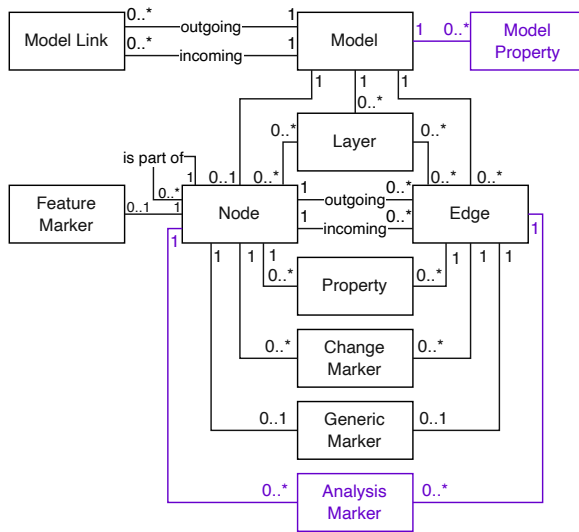 0..* outgoing 1
Model Link
0..* incoming 1
Model
1 0..*
Model
Property
1 1 1
0..*
0..* Layer 0..*
is part of
1
0..1 0..* 0..* 0..*
0..*
Feature
Marker
0..1 1
Node
1 outgoing 0..*
1 incoming 0..*
Edge
1 1 1 1
1 1 1 1
0..* Property 0..*
0..* Change
Marker 0..*
0..1 Generic
Marker 0..1
0..* Analysis
Marker 0..*